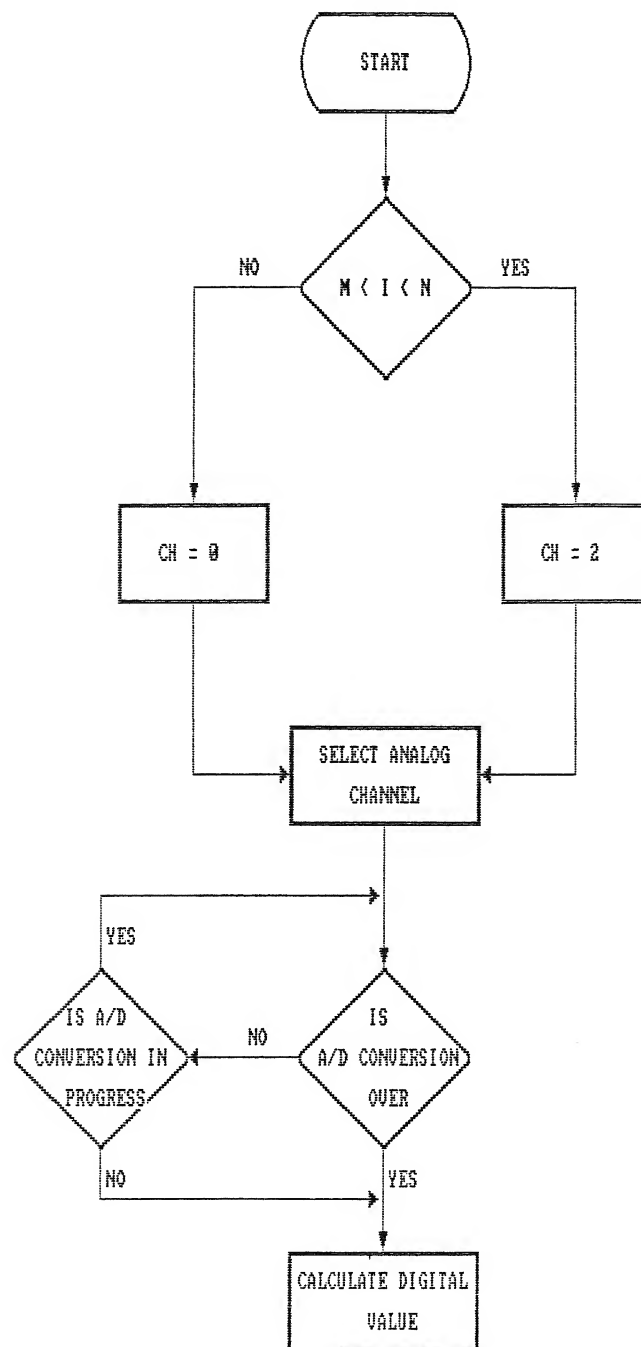 START
M < I < N
NO
YES
CH = 0
CH = 2
SELECT ANALOG
CHANNEL
YES
IS A/D
CONVERSION IN
PROGRESS
NO
IS
A/D CONVERSION
OVER
NO
YES
CALCULATE DIGITAL
VALUE